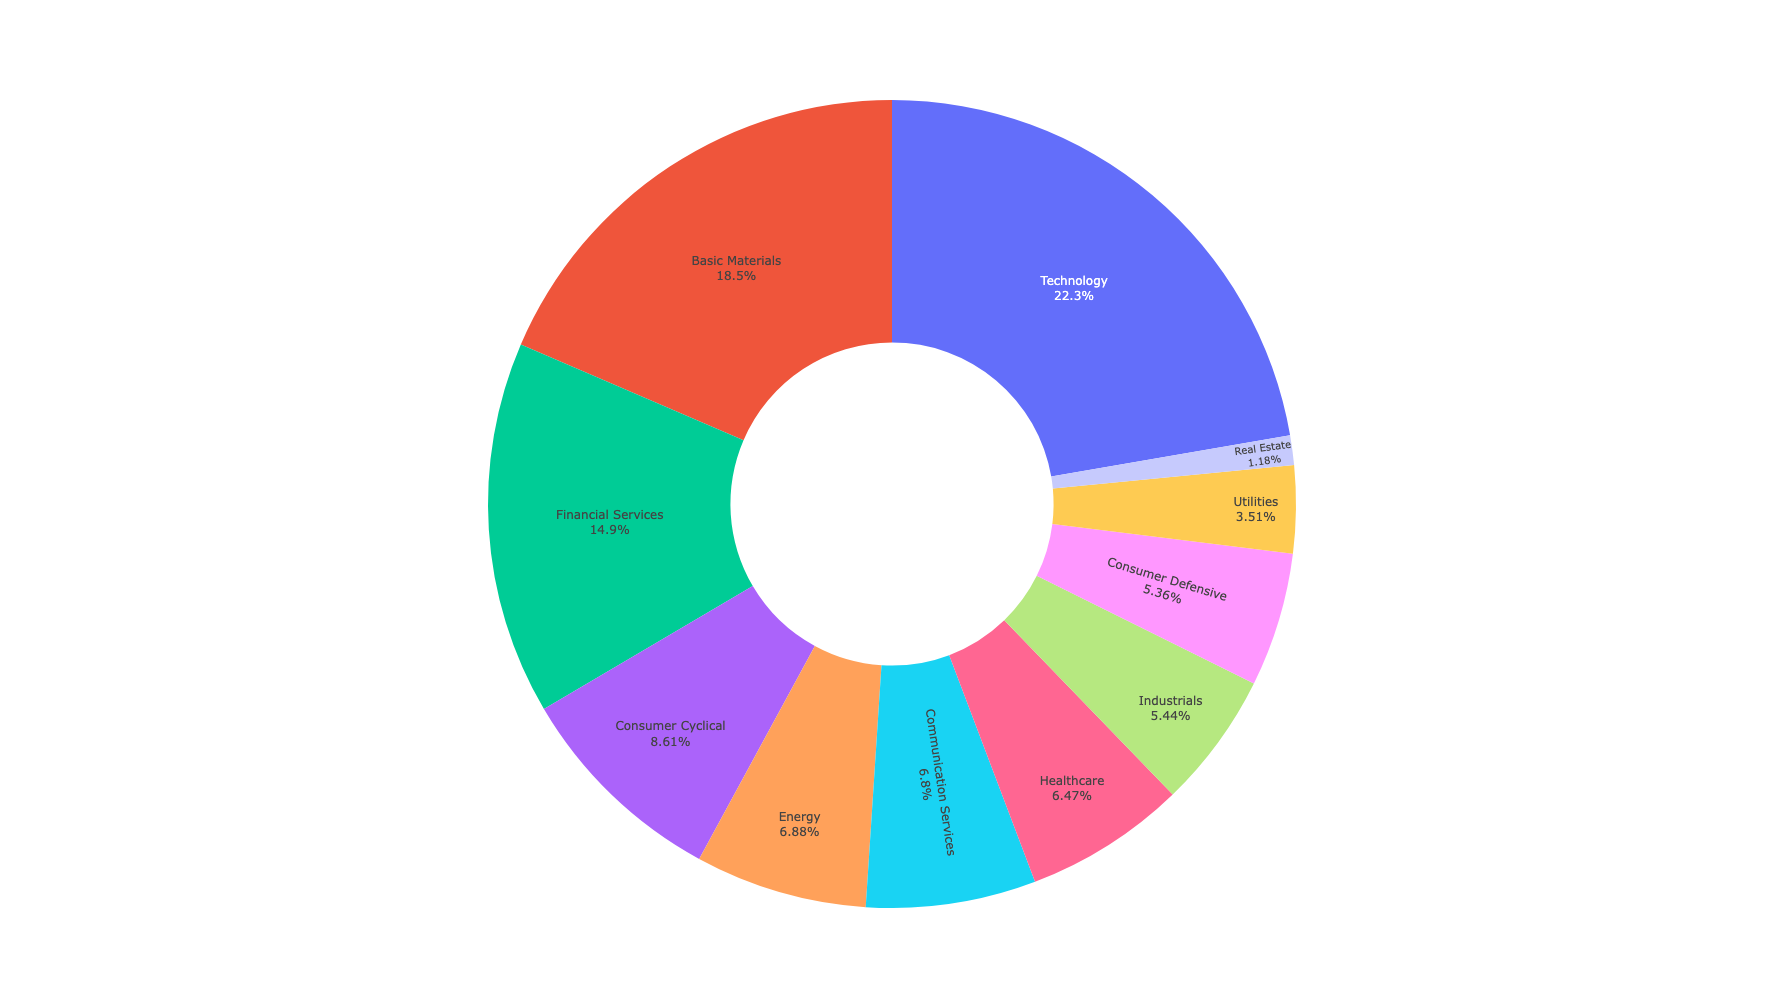 Basic Materials
18.5%
Technology
22.3%
Real Estate
1.18%
Utilities
3.51%
Financial Services
14.9%
Consumer Defensive
5.36%
Industrials
5.44%
Consumer Cyclical
8.61%
Communication Services
6.8%
Healthcare
6.47%
Energy
6.88%